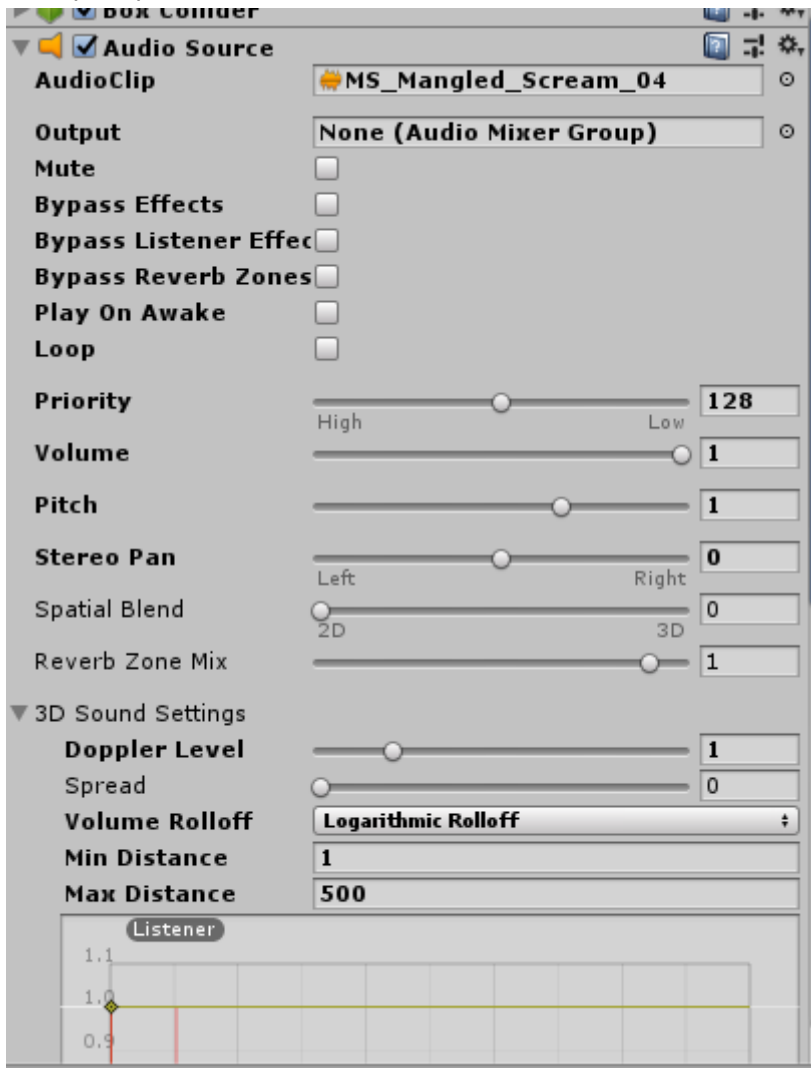 Box Collider
Audio Source
AudioClip MS_Mangled_Scream_04
Output None (Audio Mixer Group)
Mute
Bypass Effects
Bypass Listener Effec
Bypass Reverb Zones
Play On Awake
Loop
Priority 128
High Low
Volume 1
Pitch 1
Stereo Pan 0
Left Right
Spatial Blend 0
2D 3D
Reverb Zone Mix 1
3D Sound Settings
Doppler Level 1
Spread 0
Volume Rolloff Logarithmic Rolloff
Min Distance 1
Max Distance 500
Listener
1.1
1.0
0.9